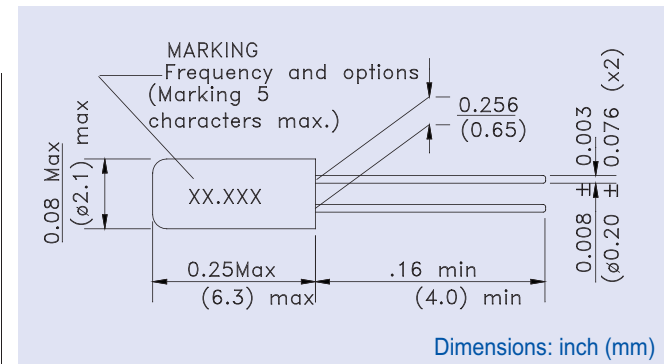 MARKING
Frequency and options
(Marking 5
characters max.)
0.256
(0.65)
0.08 Max
(ø2.1) max
XX.XXX
0.008 ± 0.003
(ø0.20 ± 0.076 (x2)
0.25Max
(6.3) max
.16 min
(4.0) min
Dimensions: inch (mm)